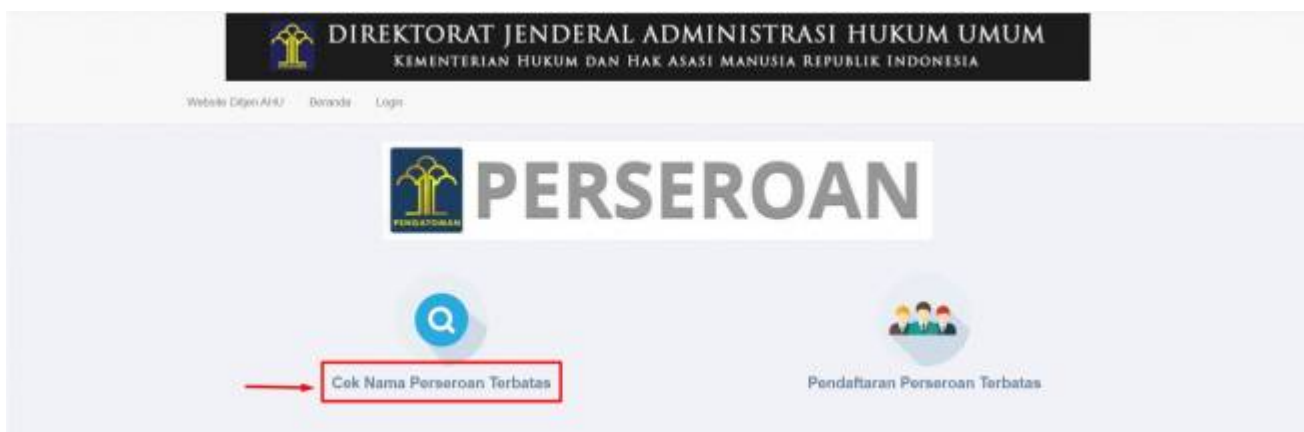 DIREKTORAT JENDERAL ADMINISTRASI HUKUM UMUM
KEMENTERIAN HUKUM DAN HAK ASASI MANUSIA REPUBLIK INDONESIA
Website Ditjen AHU Beranda Login
PENGAYOMAN
PERSEROAN
Cek Nama Perseroan Terbatas
Pendaftaran Perseroan Terbatas